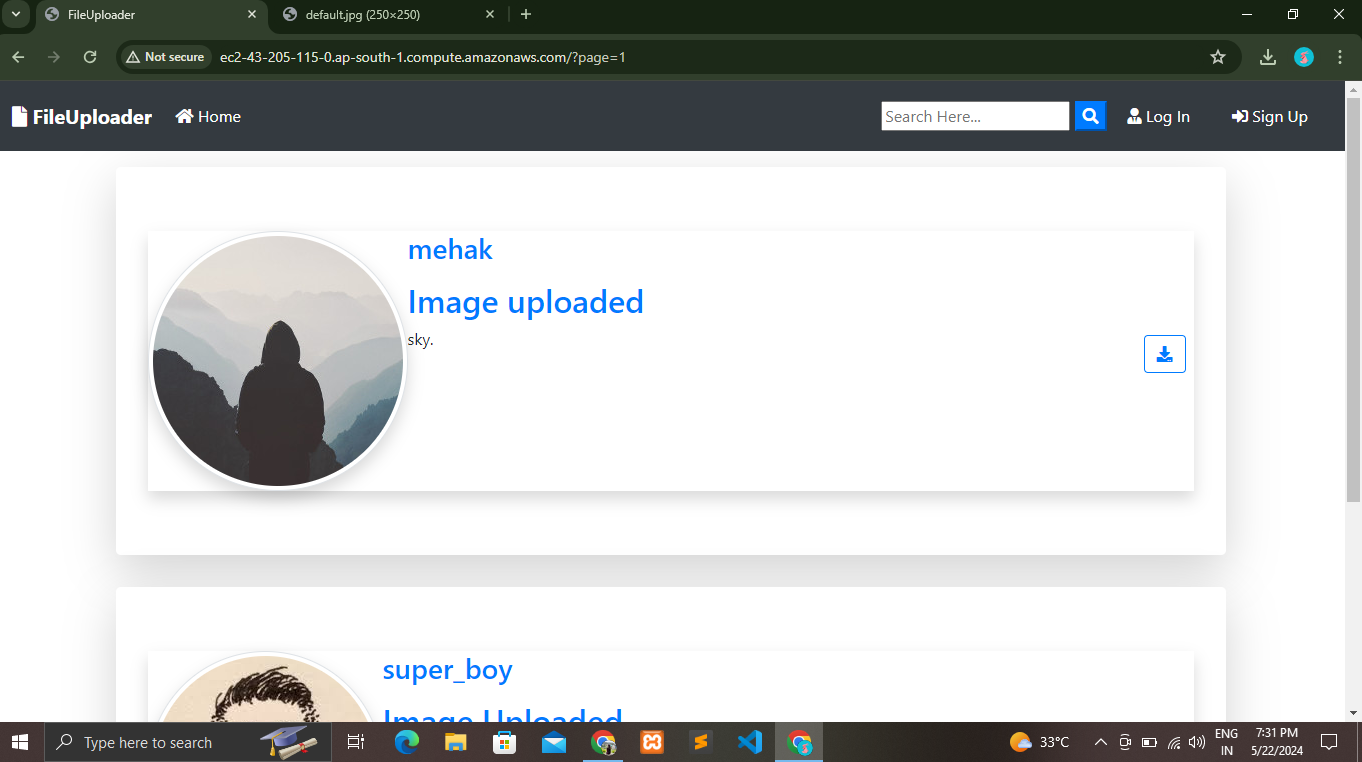 FileUploader
default.jpg (250×250)
Not secure
ec2-43-205-115-0.ap-south-1.compute.amazonaws.com/?page=1
FileUploader
Home
Search Here...
Log In
Sign Up
mehak
Image uploaded
sky.
super_boy
Image Uploaded
Type here to search
33°C
ENG
IN
7:31 PM
5/22/2024